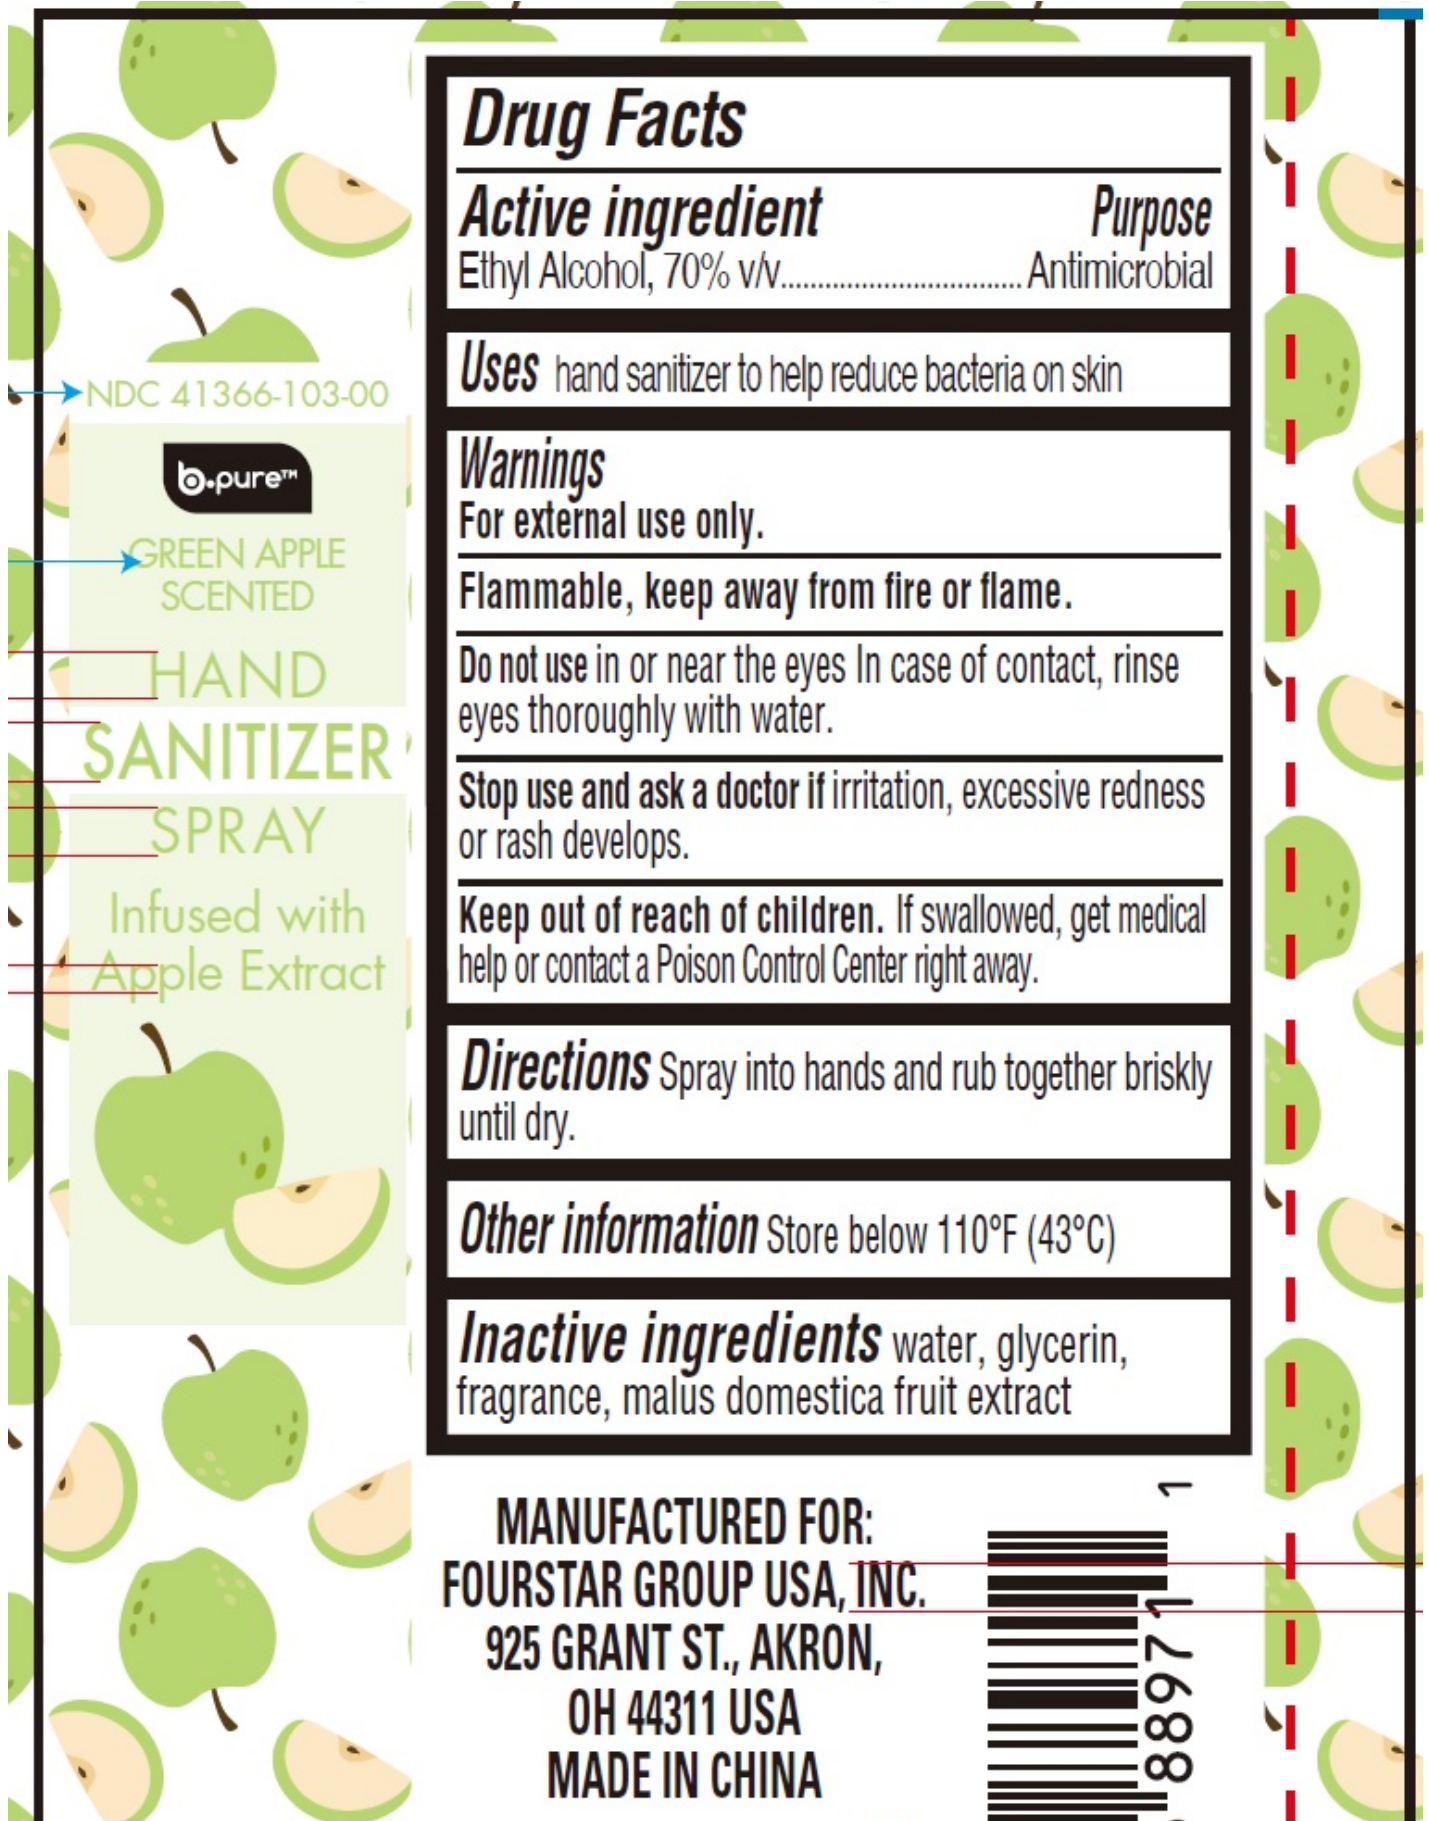 NDC 41366-103-00
b.pure™
GREEN APPLE
SCENTED
HAND
SANITIZER
SPRAY
Infused with
Apple Extract
Drug Facts
Active ingredient Purpose
Ethyl Alcohol, 70% v/v................................. Antimicrobial
Uses hand sanitizer to help reduce bacteria on skin
Warnings
For external use only.
Flammable, keep away from fire or flame.
Do not use in or near the eyes In case of contact, rinse
eyes thoroughly with water.
Stop use and ask a doctor if irritation, excessive redness
or rash develops.
Keep out of reach of children. If swallowed, get medical
help or contact a Poison Control Center right away.
Directions Spray into hands and rub together briskly
until dry.
Other information Store below 110°F (43°C)
Inactive ingredients water, glycerin,
fragrance, malus domestica fruit extract
MANUFACTURED FOR:
FOURSTAR GROUP USA, INC.
925 GRANT ST., AKRON,
OH 44311 USA
MADE IN CHINA
88971 1